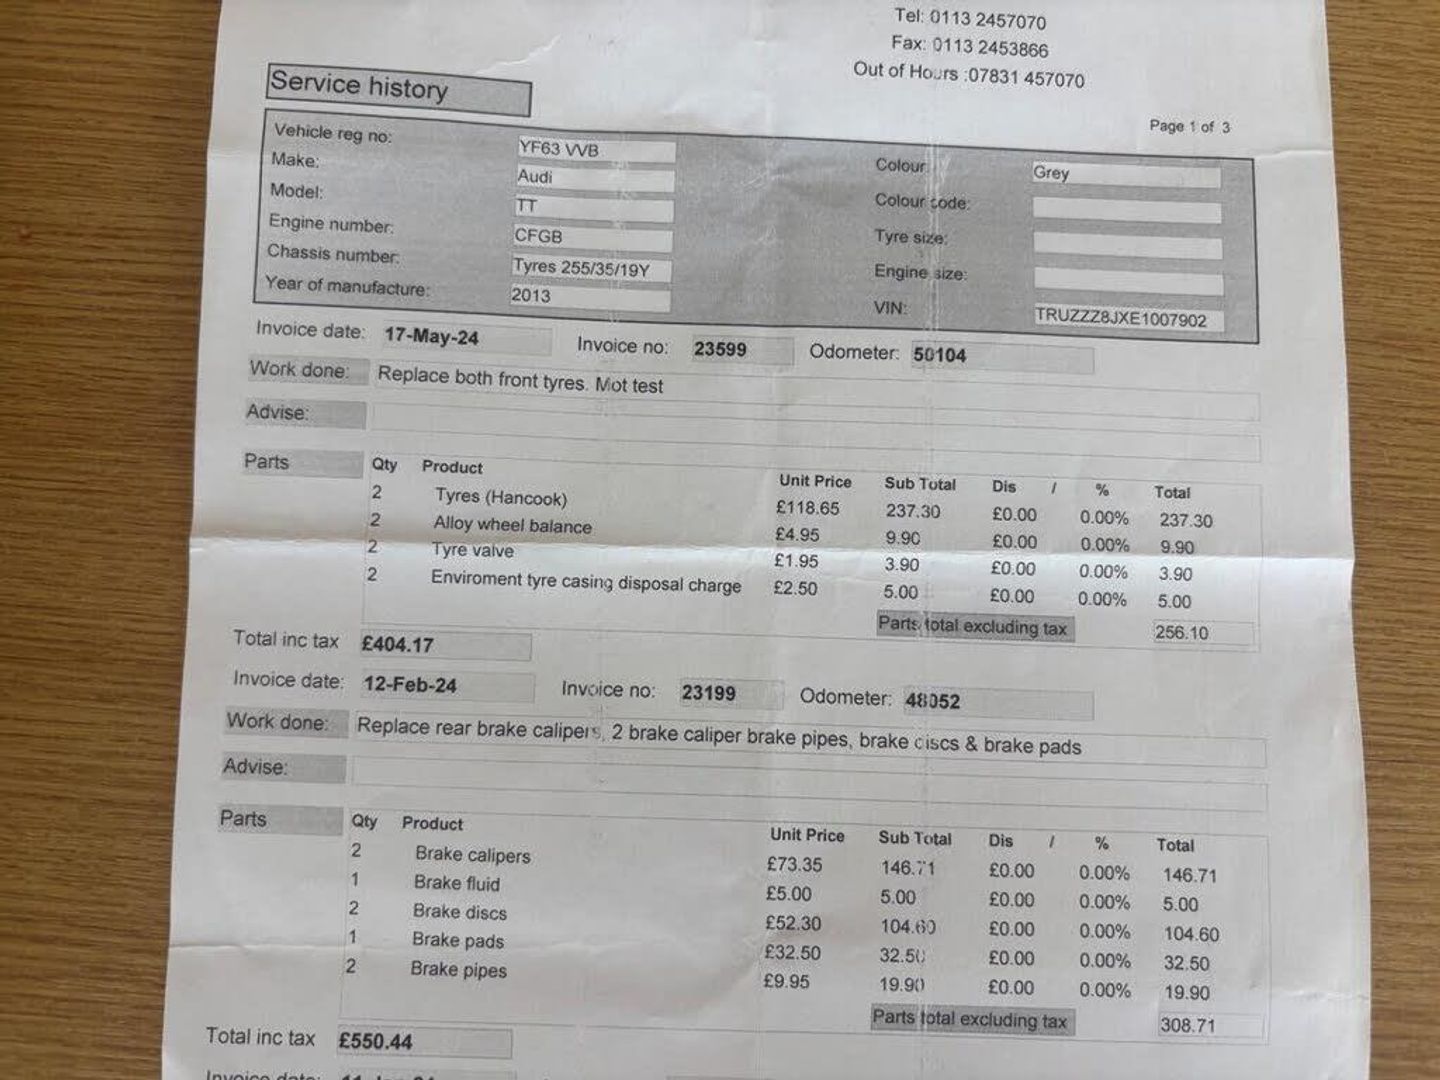 Tel: 0113 2457070
Fax: 0113 2453866
Out of Hours :07831 457070
Service history
Page 1 of 3
Vehicle reg no: YF63 VVB Colour: Grey
Make: Audi Colour code:
Model: TT Tyre size:
Engine number: CFGB Engine size:
Chassis number: Tyres 255/35/19Y VIN: TRUZZZ8JXE1007902
Year of manufacture: 2013
Invoice date: 17-May-24 Invoice no: 23599 Odometer: 50104
Work done: Replace both front tyres. Mot test
Advise:
Parts Qty Product Unit Price Sub Total Dis / % Total
2 Tyres (Hancook) £118.65 237.30 £0.00 0.00% 237.30
2 Alloy wheel balance £4.95 9.90 £0.00 0.00% 9.90
2 Tyre valve £1.95 3.90 £0.00 0.00% 3.90
2 Enviroment tyre casing disposal charge £2.50 5.00 £0.00 0.00% 5.00
Parts total excluding tax 256.10
Total inc tax £404.17
Invoice date: 12-Feb-24 Invoice no: 23199 Odometer: 48052
Work done: Replace rear brake calipers, 2 brake caliper brake pipes, brake discs & brake pads
Advise:
Parts Qty Product Unit Price Sub Total Dis / % Total
2 Brake calipers £73.35 146.71 £0.00 0.00% 146.71
1 Brake fluid £5.00 5.00 £0.00 0.00% 5.00
2 Brake discs £52.30 104.60 £0.00 0.00% 104.60
1 Brake pads £32.50 32.50 £0.00 0.00% 32.50
2 Brake pipes £9.95 19.90 £0.00 0.00% 19.90
Parts total excluding tax 308.71
Total inc tax £550.44
Invoice date: